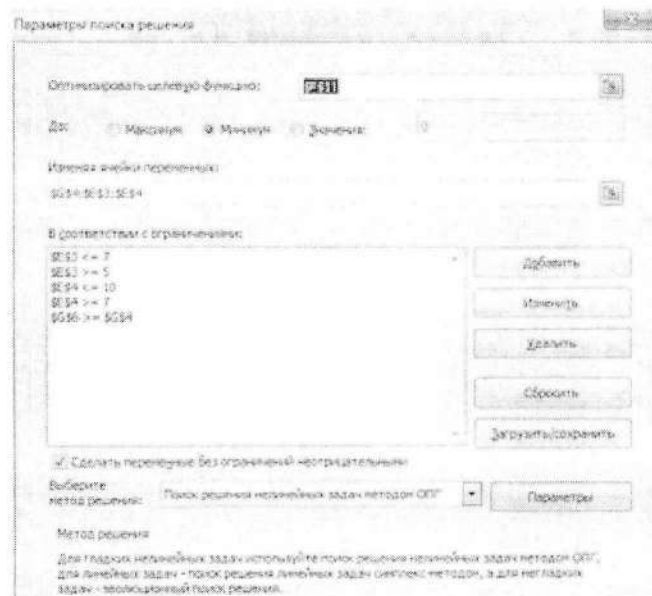 Параметры поиска решения
Оптимизировать целевую функцию:
До: Максимум Минимум Значения: 0
Изменяя ячейки переменных:
$G$4;$E$3:$E$4
В соответствии с ограничениями:
$E$3 <= 7
$E$3 >= 5
$E$4 <= 10
$E$4 >= 7
$G$6 >= $G$4
Добавить
Изменить
Удалить
Сбросить
Загрузить/сохранить
Сделать переменные без ограничений неотрицательными
Выберите
метод решения:
Поиск решения нелинейных задач методом ОПГ
Параметры
Метод решения
Для гладких нелинейных задач используйте поиск решения нелинейных задач методом ОПГ,
для линейных задач - поиск решения линейных задач симплекс-методом, а для негладких
задач - эволюционный поиск решения.